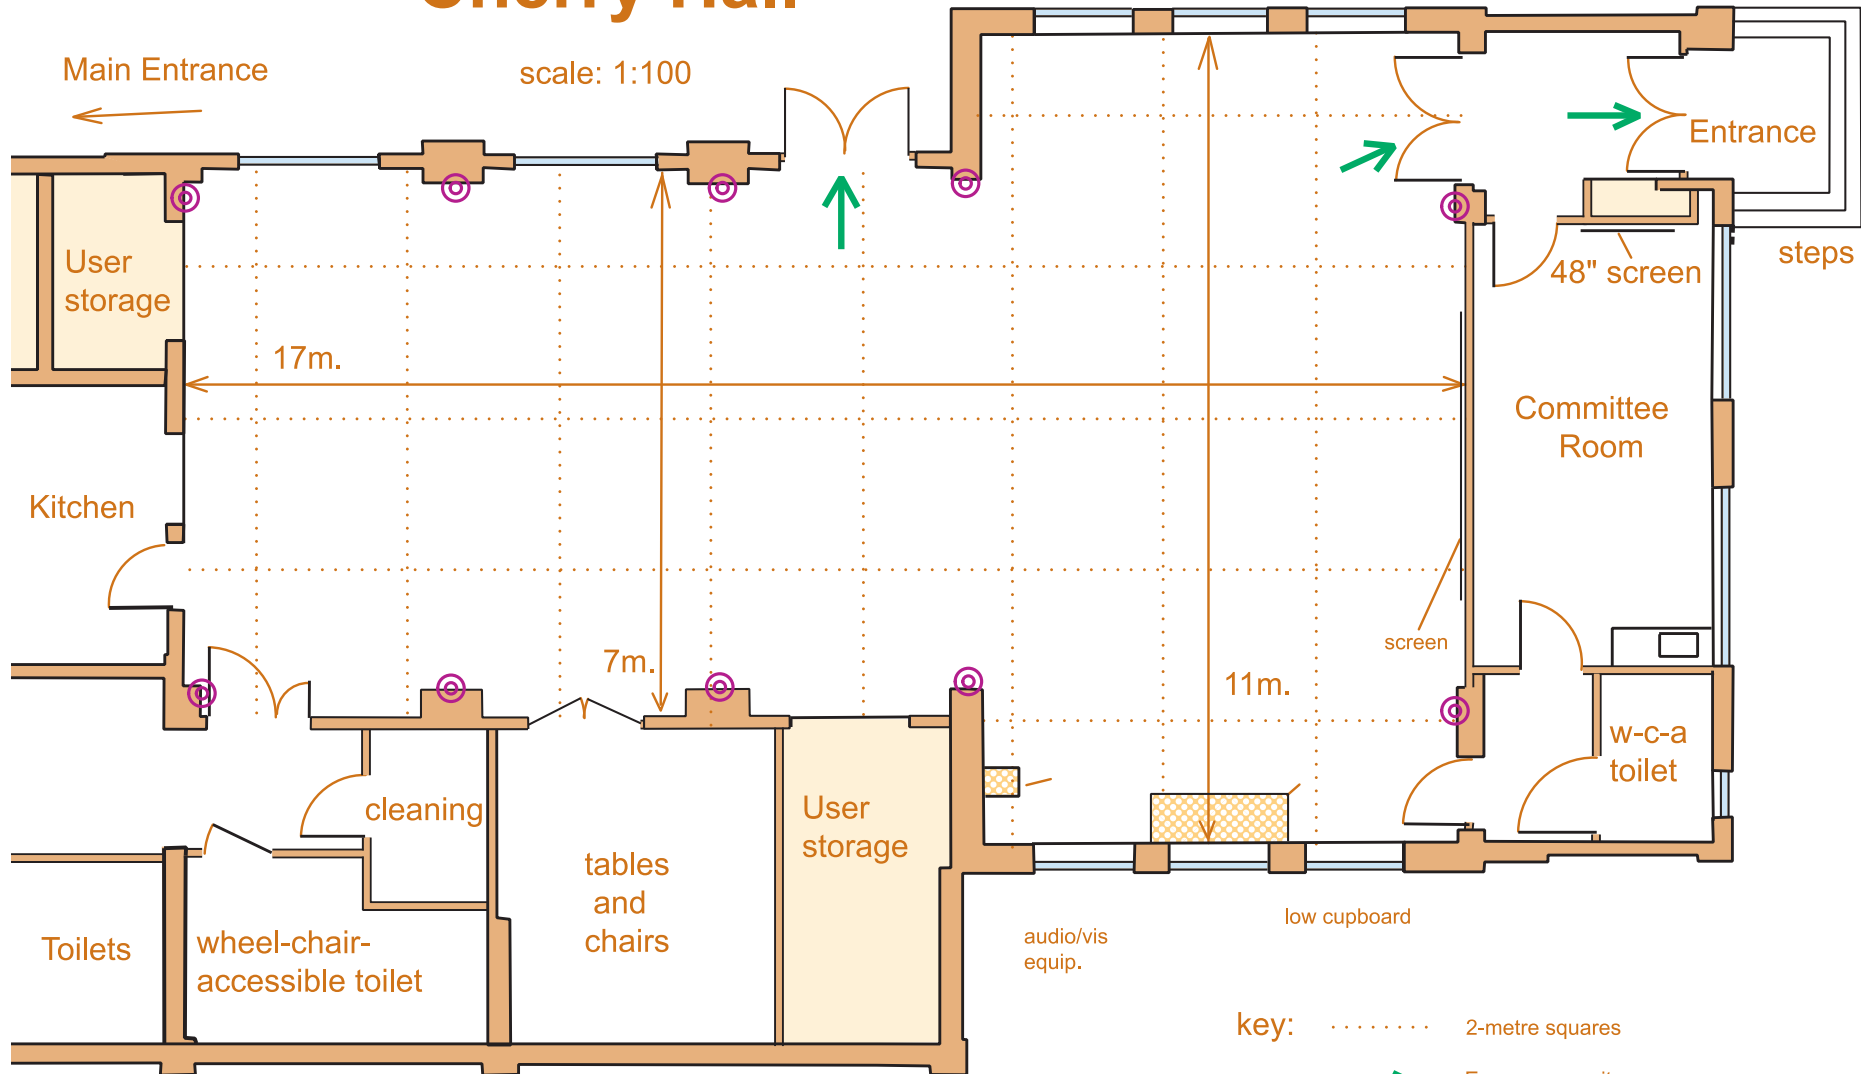 Cherry Hall
Main Entrance
scale: 1:100
Entrance
steps
48" screen
User
storage
17m.
Committee
Room
Kitchen
screen
7m.
11m.
w-c-a
toilet
cleaning
User
storage
tables
and
chairs
Toilets
wheel-chair-
accessible toilet
low cupboard
audio/vis
equip.
key:
2-metre squares